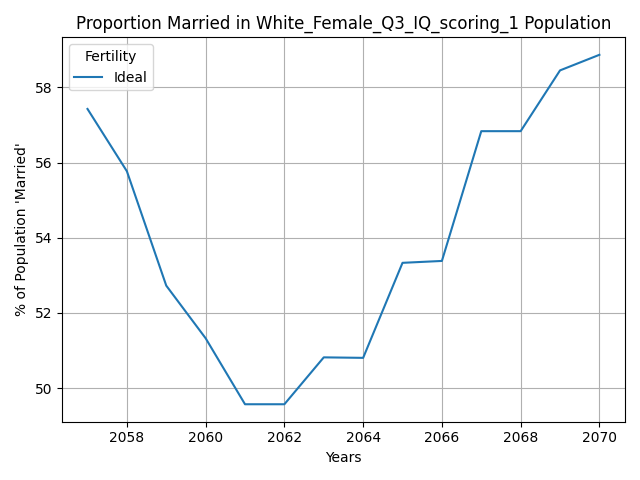 Proportion Married in White_Female_Q3_IQ_scoring_1 Population
Fertility
Ideal
% of Population 'Married'
58
56
54
52
50
2058 2060 2062 2064 2066 2068 2070
Years